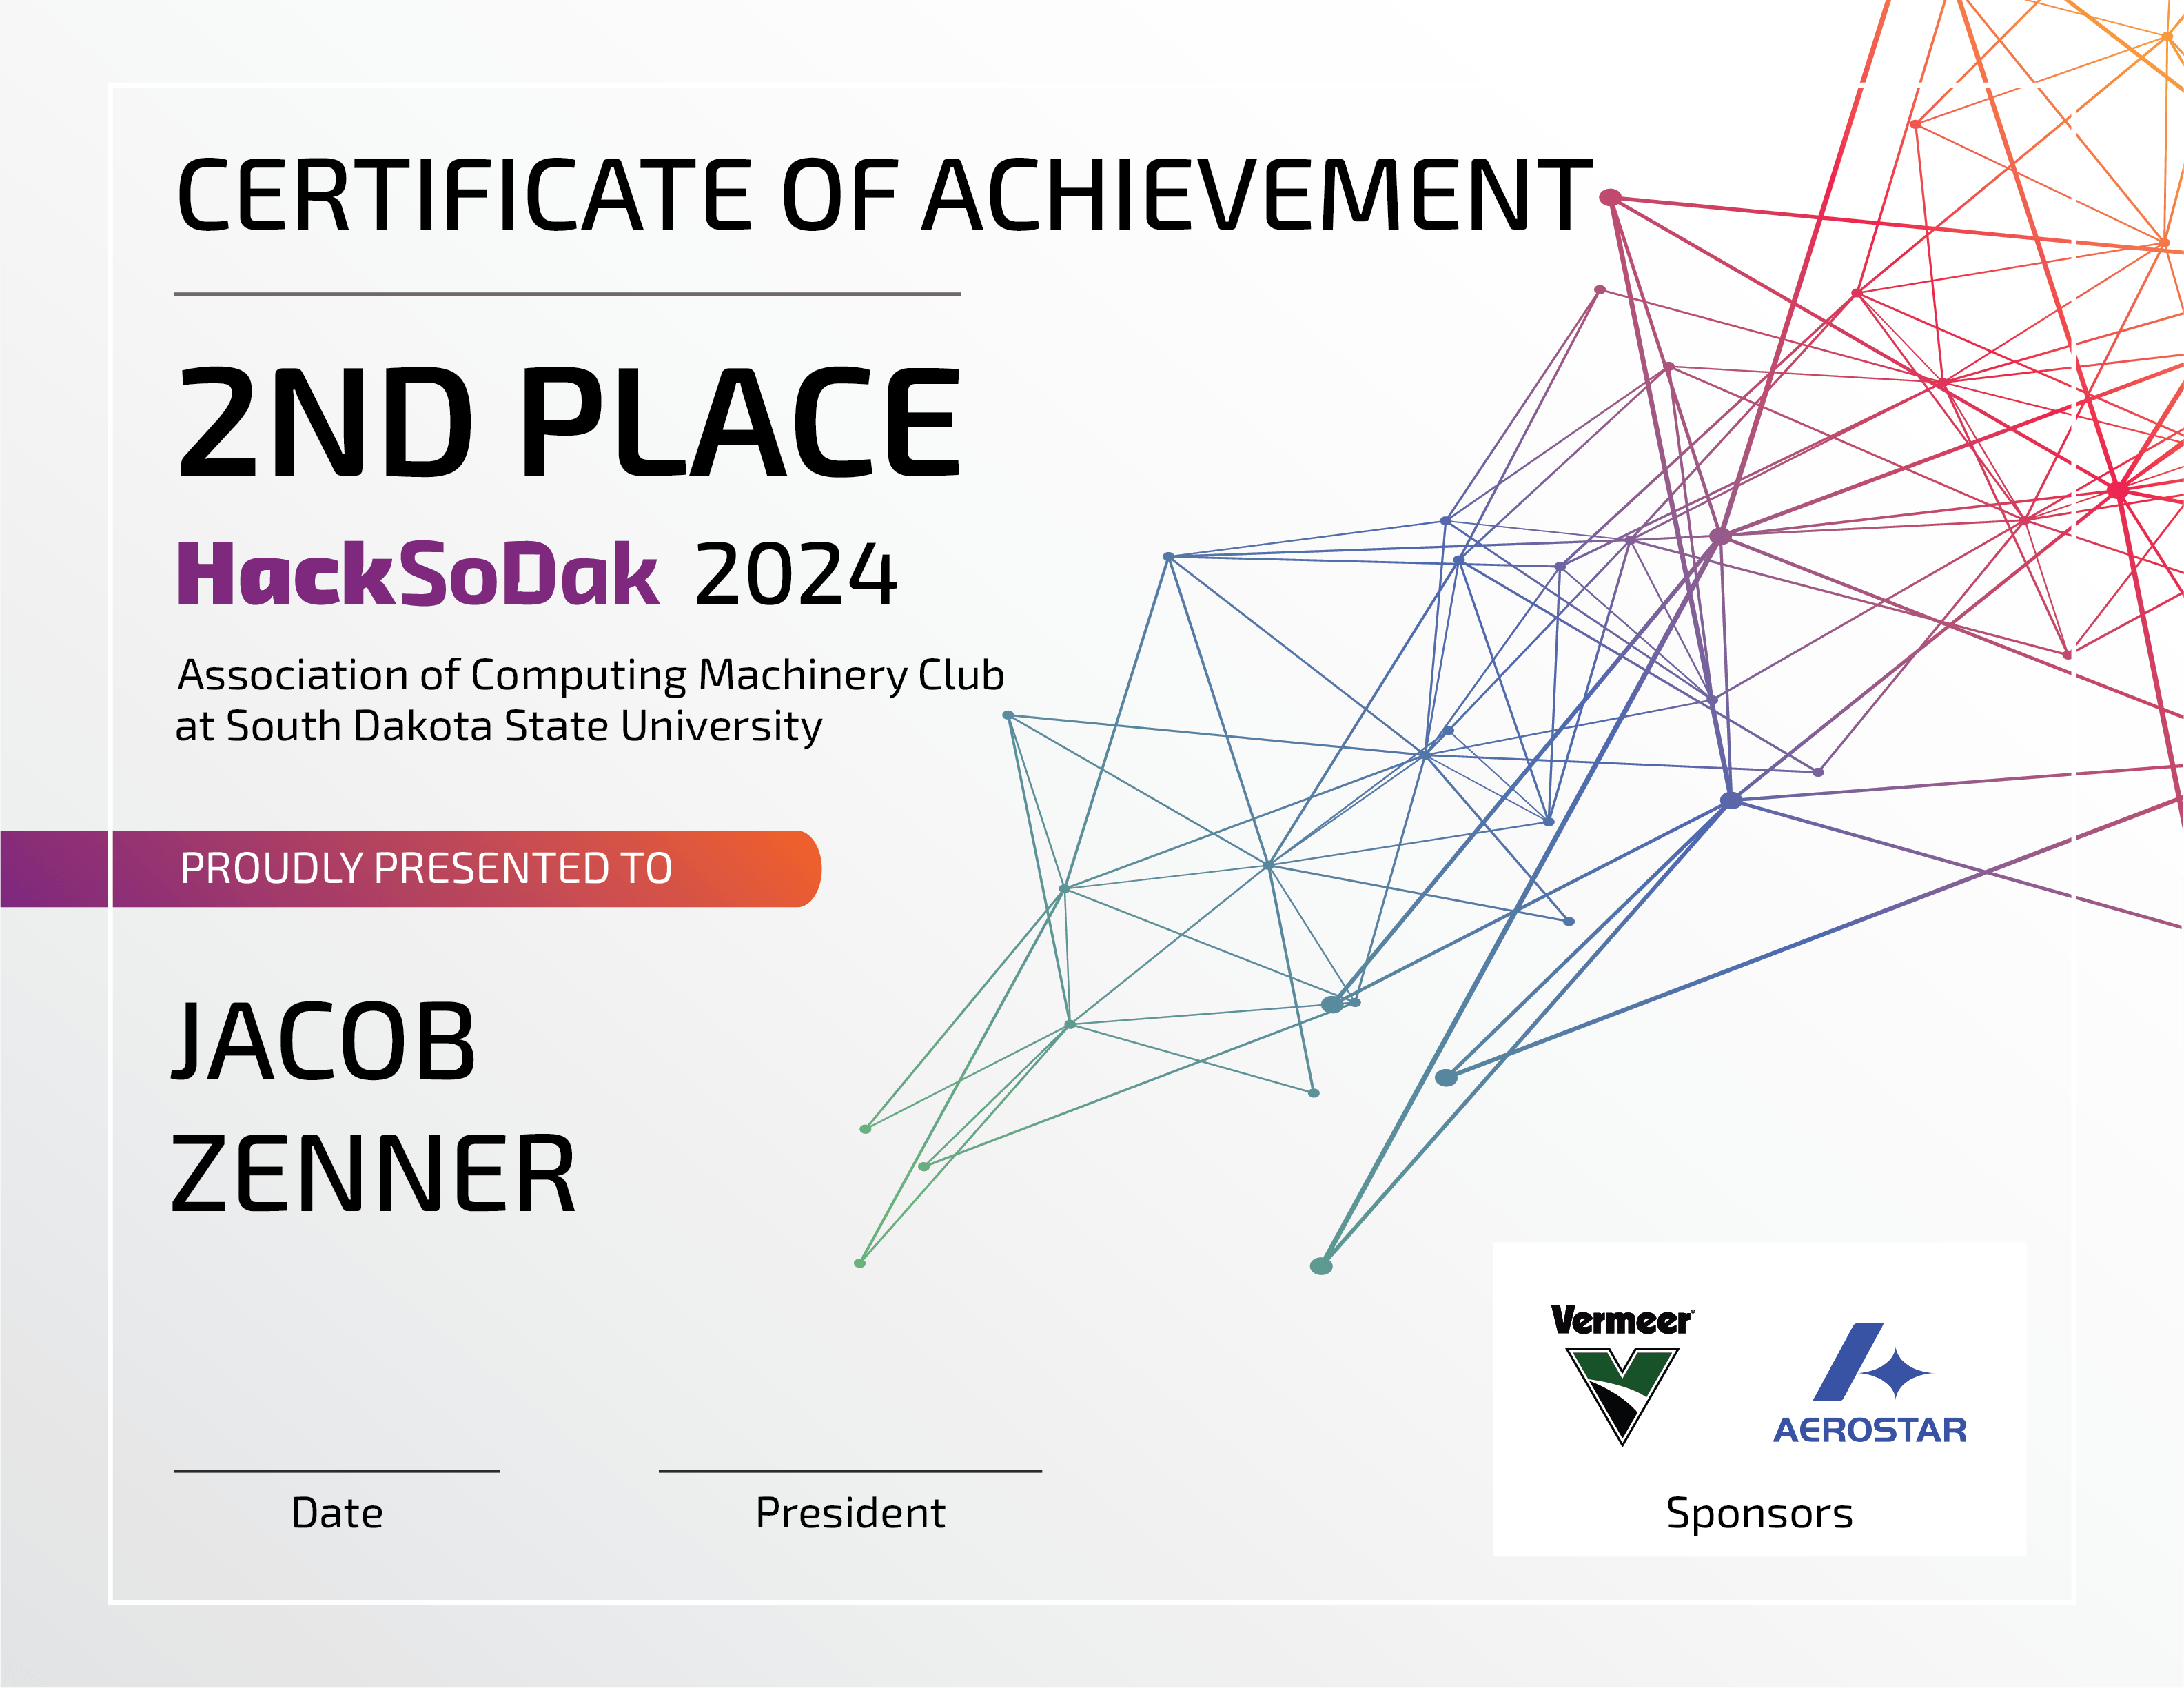 CERTIFICATE OF ACHIEVEMENT
2ND PLACE
HackSoDak 2024
Association of Computing Machinery Club
at South Dakota State University
PROUDLY PRESENTED TO
JACOB
ZENNER
Date
President
Vermeer®
AEROSTAR
Sponsors